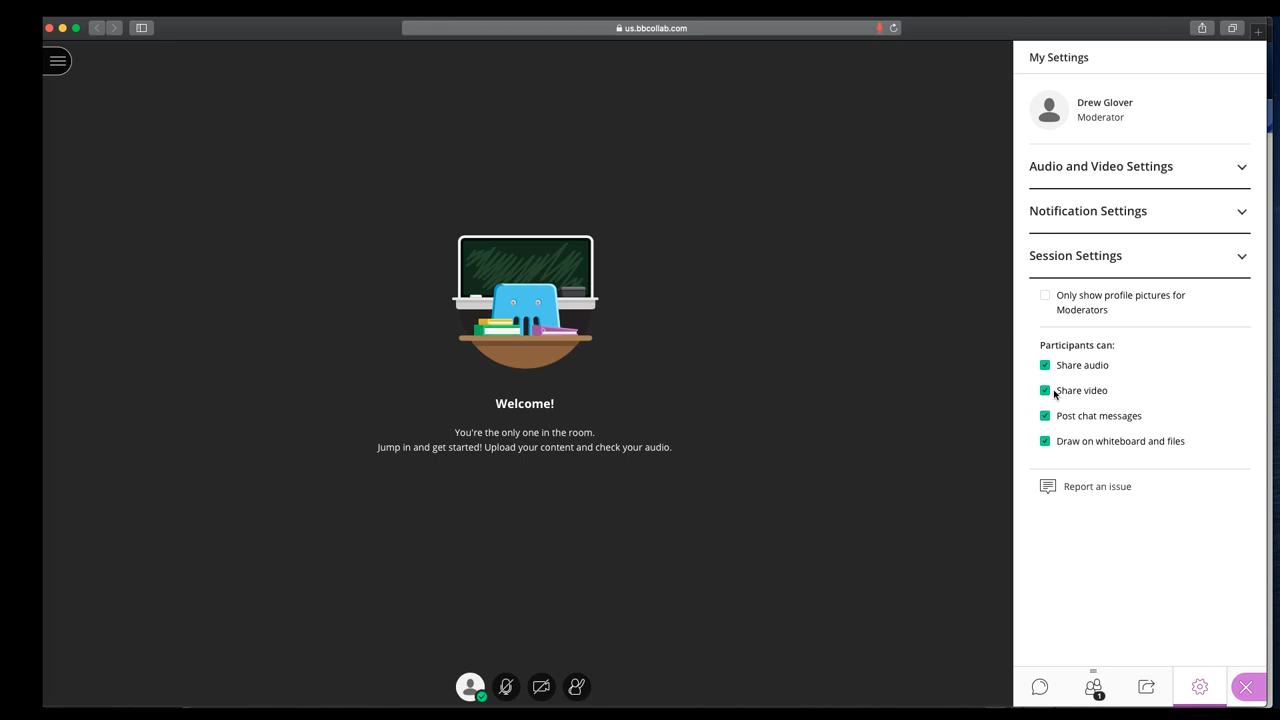 us.bbcollab.com
My Settings
Drew Glover
Moderator
Audio and Video Settings
Notification Settings
Session Settings
Only show profile pictures for
Moderators
Participants can:
Share audio
Share video
Post chat messages
Draw on whiteboard and files
Report an issue
Welcome!
You're the only one in the room.
Jump in and get started! Upload your content and check your audio.
1